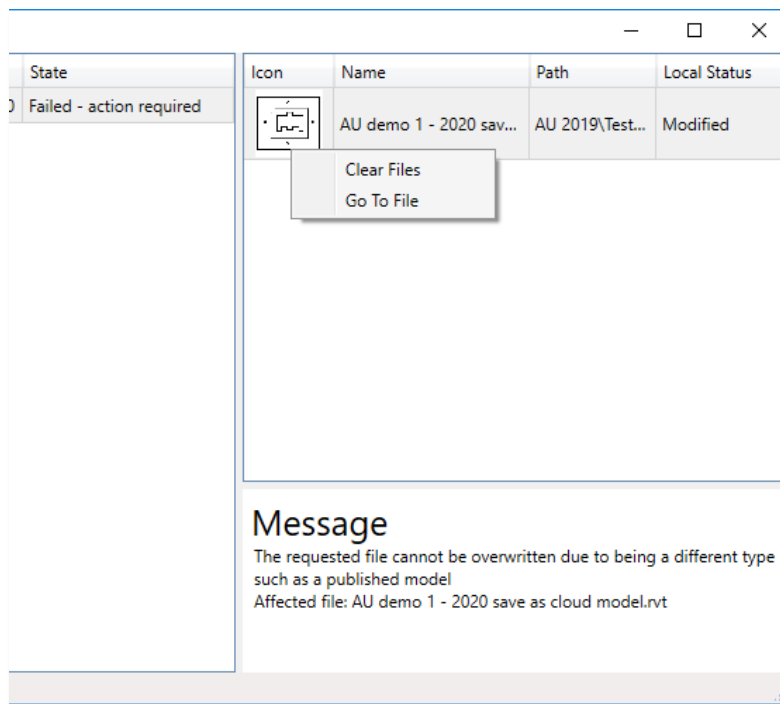 State
Icon Name Path Local Status
0 Failed - action required
AU demo 1 - 2020 sav... AU 2019\Test... Modified
Clear Files
Go To File
Message
The requested file cannot be overwritten due to being a different type
such as a published model
Affected file: AU demo 1 - 2020 save as cloud model.rvt